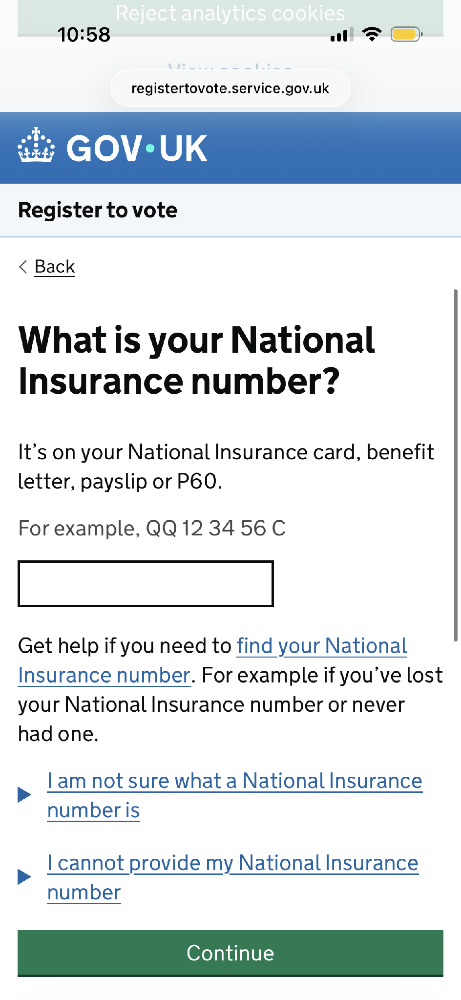 Reject analytics cookies
10:58
View cookies
registertovote.service.gov.uk
GOV·UK
Register to vote
Back
What is your National
Insurance number?
It’s on your National Insurance card, benefit
letter, payslip or P60.
For example, QQ 12 34 56 C
Get help if you need to find your National
Insurance number. For example if you’ve lost
your National Insurance number or never
had one.
I am not sure what a National Insurance
number is
I cannot provide my National Insurance
number
Continue